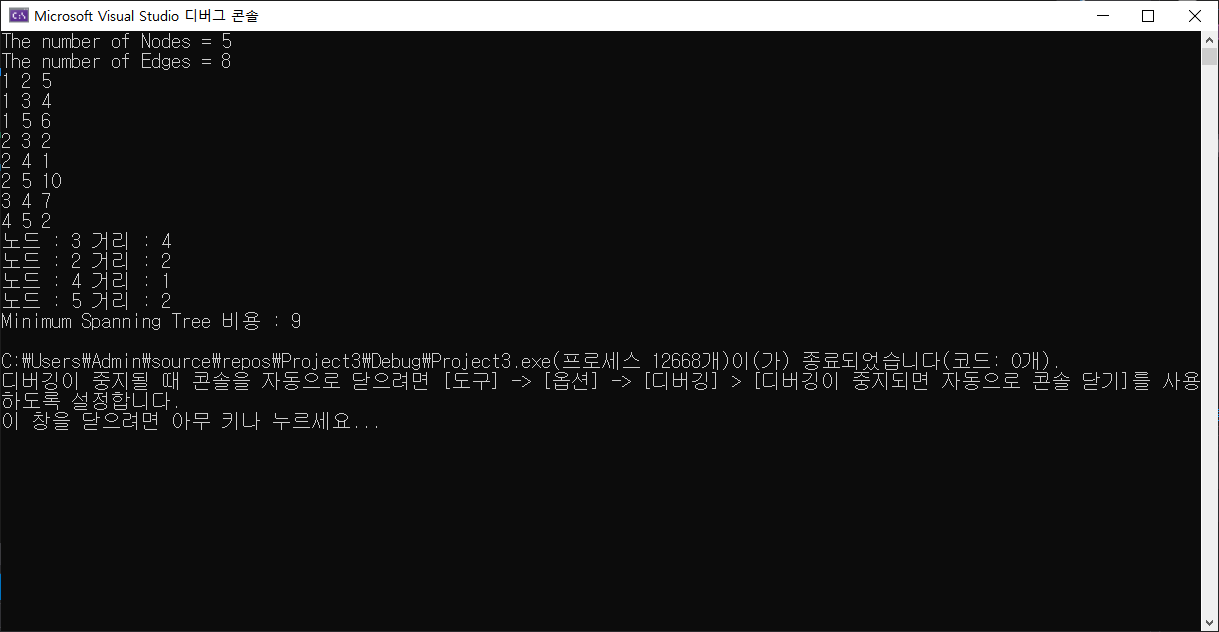 Microsoft Visual Studio 디버그 콘솔
The number of Nodes = 5
The number of Edges = 8
1 2 5
1 3 4
1 5 6
2 3 2
2 4 1
2 5 10
3 4 7
4 5 2
노드 : 3 거리 : 4
노드 : 2 거리 : 2
노드 : 4 거리 : 1
노드 : 5 거리 : 2
Minimum Spanning Tree 비용 : 9
C:₩Users₩Admin₩source₩repos₩Project3₩Debug₩Project3.exe(프로세스 12668개)이(가) 종료되었습니다(코드: 0개).
디버깅이 중지될 때 콘솔을 자동으로 닫으려면 [도구] -> [옵션] -> [디버깅] > [디버깅이 중지되면 자동으로 콘솔 닫기]를 사용
하도록 설정합니다.
이 창을 닫으려면 아무 키나 누르세요...